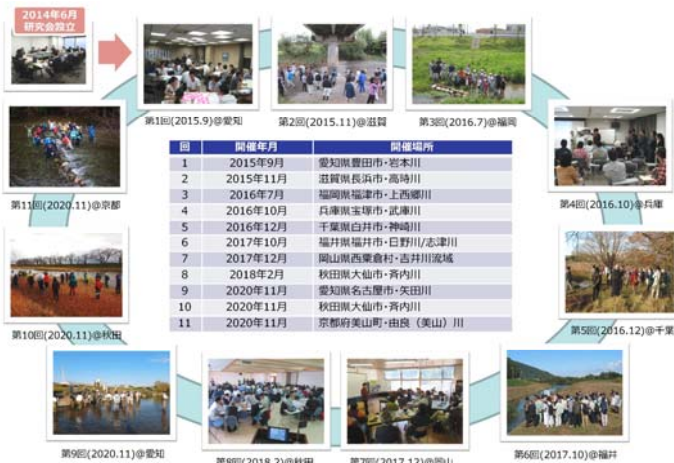 2014年6月
研究会設立
第1回(2015.9)@愛知
第2回(2015.11)@滋賀
第3回(2016.7)@福岡
回 開催年月 開催場所
1 2015年9月 愛知県豊田市・岩本川
2 2015年11月 滋賀県長浜市・高時川
3 2016年7月 福岡県福津市・上西郷川
4 2016年10月 兵庫県宝塚市・武庫川
5 2016年12月 千葉県白井市・神崎川
6 2017年10月 福井県福井市・日野川/志津川
7 2017年12月 岡山県西粟倉村・吉井川流域
8 2018年2月 秋田県大仙市・斉内川
9 2020年11月 愛知県名古屋市・矢田川
10 2020年11月 秋田県大仙市・斉内川
11 2020年11月 京都府美山町・由良（美山）川
第4回(2016.10)@兵庫
第5回(2016.12)@千葉
第6回(2017.10)@福井
第7回(2017.12)@岡山
第8回(2018.2)@秋田
第9回(2020.11)@愛知
第10回(2020.11)@秋田
第11回(2020.11)@京都